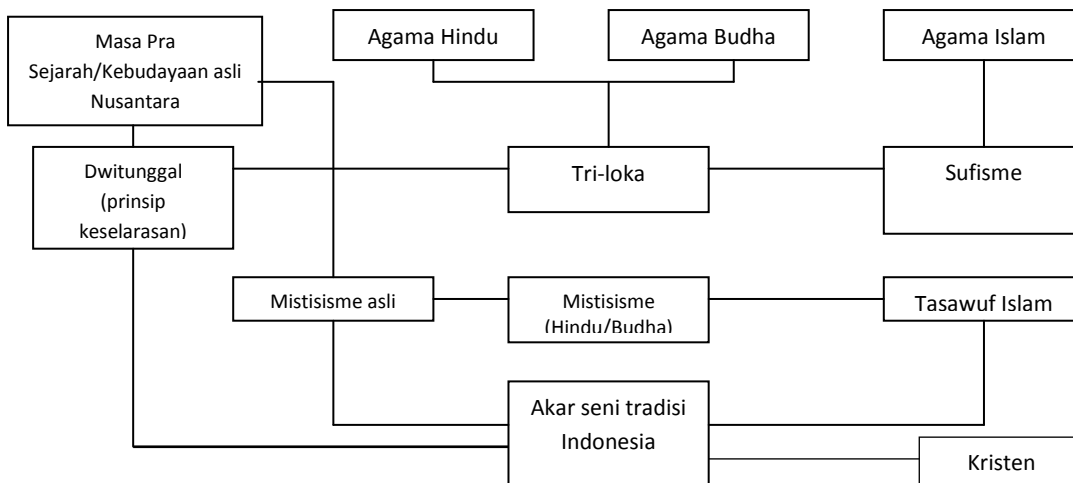 Masa Pra
Sejarah/Kebudayaan asli
Nusantara
Agama Hindu
Agama Budha
Agama Islam
Dwitunggal
(prinsip
keselarasan)
Tri-loka
Sufisme
Mistisisme asli
Mistisisme
(Hindu/Budha)
Tasawuf Islam
Akar seni tradisi
Indonesia
Kristen